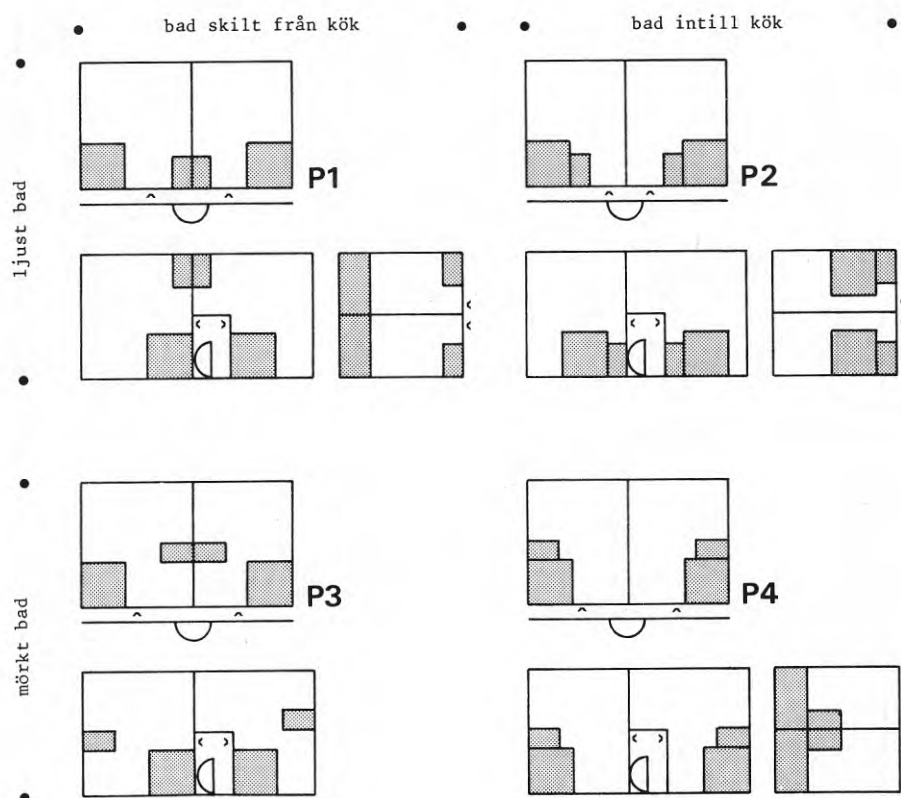 bad skilt från kök
bad intill kök
ljust bad
P1
P2
mörkt bad
P3
P4